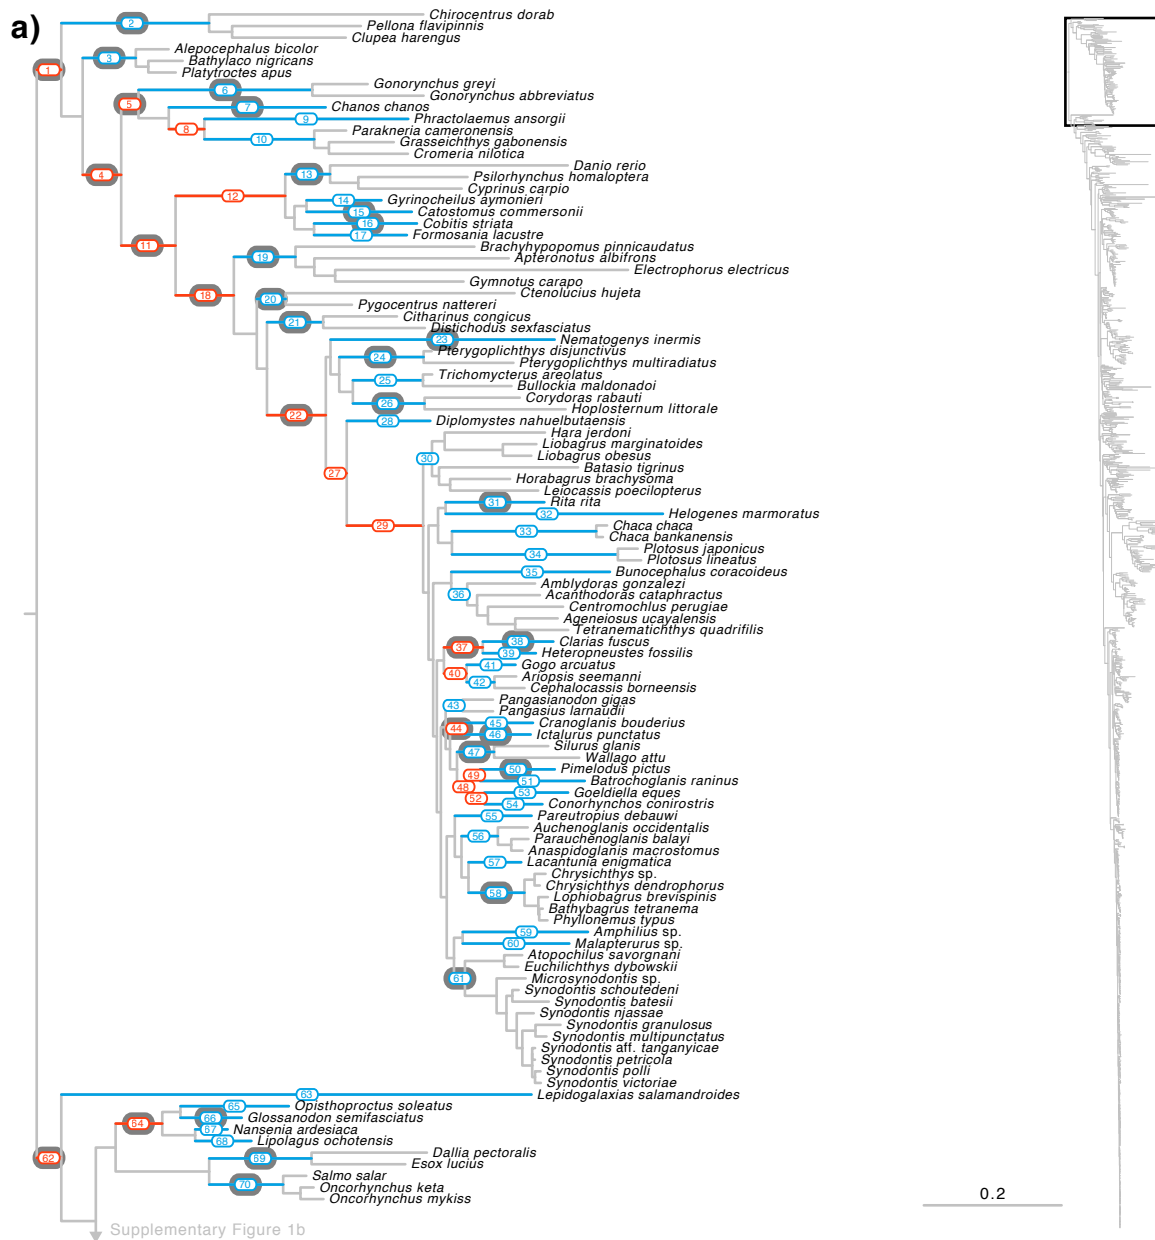 a)
Chirocentrus dorab
2
Pellona flavipinnis
Clupea harengus
Alepocephalus bicolor
3
Bathylaco nigricans
1
Platytroctes apus
Gonorynchus greyi
6
Gonorynchus abbreviatus
5
Chanos chanos
7
Phractolaemus ansorgii
9
8
Parakneria cameronensis
10
Grasseichthys gabonensis
Cromeria nilotica
4
Danio rerio
13
Psilorhynchus homaloptera
Cyprinus carpio
12
Gyrinocheilus aymonieri
14
Catostomus commersonii
15
Cobitis striata
16
Formosania lacustre
17
11
Brachyhypopomus pinnicaudatus
19
Apteronotus albifrons
Electrophorus electricus
Gymnotus carapo
18
Ctenolucius hujeta
20
Pygocentrus nattereri
Citharinus congicus
21
Distichodus sexfasciatus
Nematogenys inermis
23
Pterygoplichthys disjunctivus
24
Pterygoplichthys multiradiatus
Trichomycterus areolatus
25
Bullockia maldonadoi
Corydoras rabauti
26
Hoplosternum littorale
22
Diplomystes nahuelbutaensis
28
Hara jerdoni
Liobagrus marginatoides
Liobagrus obesus
30
Batasio tigrinus
27
Horabagrus brachysoma
Leiocassis poecilopterus
Rita rita
31
Helogenes marmoratus
32
29
Chaca chaca
33
Chaca bankanensis
Plotosus japonicus
34
Plotosus lineatus
Bunocephalus coracoideus
35
Amblydoras gonzalezi
36
Acanthodoras cataphractus
Centromochlus perugiae
Ageneiosus ucayalensis
Tetranematichthys quadrifilis
Clarias fuscus
38
37
Heteropneustes fossilis
39
Gogo arcuatus
41
40
Ariopsis seemanni
42
Cephalocassis borneensis
Pangasianodon gigas
43
Pangasius larnaudii
Cranoglanis bouderius
45
44
Ictalurus punctatus
46
Silurus glanis
47
Wallago attu
Pimelodus pictus
50
49
Batrochoglanis raninus
51
48
Goeldiella eques
53
52
Conorhynchos conirostris
54
Pareutropius debauwi
55
Auchenoglanis occidentalis
56
Parauchenoglanis balayi
Anaspidoglanis macrostomus
Lacantunia enigmatica
57
Chrysichthys sp.
Chrysichthys dendrophorus
58
Lophiobagrus brevispinis
Bathybagrus tetranema
Phyllonemus typus
Amphilius sp.
59
Malapterurus sp.
60
Atopochilus savorgnani
Euchilichthys dybowskii
61
Microsynodontis sp.
Synodontis schoutedeni
Synodontis batesii
Synodontis njassae
Synodontis granulosus
Synodontis multipunctatus
Synodontis aff. tanganyicae
Synodontis petricola
Synodontis polli
Synodontis victoriae
Lepidogalaxias salamandroides
63
Opisthoproctus soleatus
65
Glossanodon semifasciatus
66
64
Nansenia ardesiaca
67
Lipolagus ochotensis
68
Dallia pectoralis
69
62
Esox lucius
Salmo salar
70
Oncorhynchus keta
Oncorhynchus mykiss
0.2
Supplementary Figure 1b